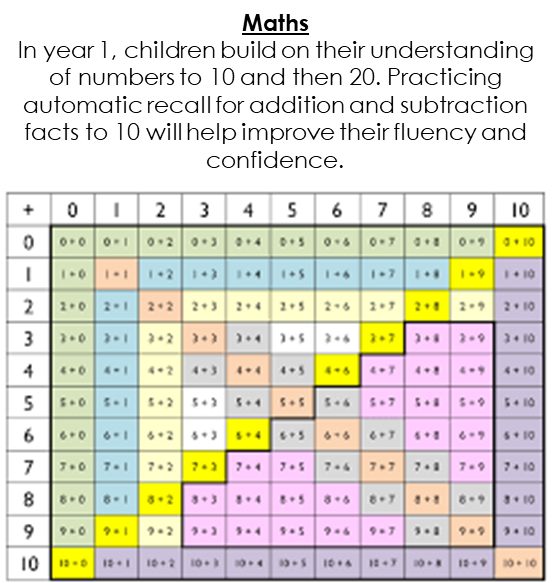 Maths
In year 1, children build on their understanding
of numbers to 10 and then 20. Practicing
automatic recall for addition and subtraction
facts to 10 will help improve their fluency and
confidence.
+ 0 1 2 3 4 5 6 7 8 9 10
0 0+0 0+1 0+2 0+3 0+4 0+5 0+6 0+7 0+8 0+9 0+10
1 1+0 1+1 1+2 1+3 1+4 1+5 1+6 1+7 1+8 1+9 1+10
2 2+0 2+1 2+2 2+3 2+4 2+5 2+6 2+7 2+8 2+9 2+10
3 3+0 3+1 3+2 3+3 3+4 3+5 3+6 3+7 3+8 3+9 3+10
4 4+0 4+1 4+2 4+3 4+4 4+5 4+6 4+7 4+8 4+9 4+10
5 5+0 5+1 5+2 5+3 5+4 5+5 5+6 5+7 5+8 5+9 5+10
6 6+0 6+1 6+2 6+3 6+4 6+5 6+6 6+7 6+8 6+9 6+10
7 7+0 7+1 7+2 7+3 7+4 7+5 7+6 7+7 7+8 7+9 7+10
8 8+0 8+1 8+2 8+3 8+4 8+5 8+6 8+7 8+8 8+9 8+10
9 9+0 9+1 9+2 9+3 9+4 9+5 9+6 9+7 9+8 9+9 9+10
10 10+0 10+1 10+2 10+3 10+4 10+5 10+6 10+7 10+8 10+9 10+10